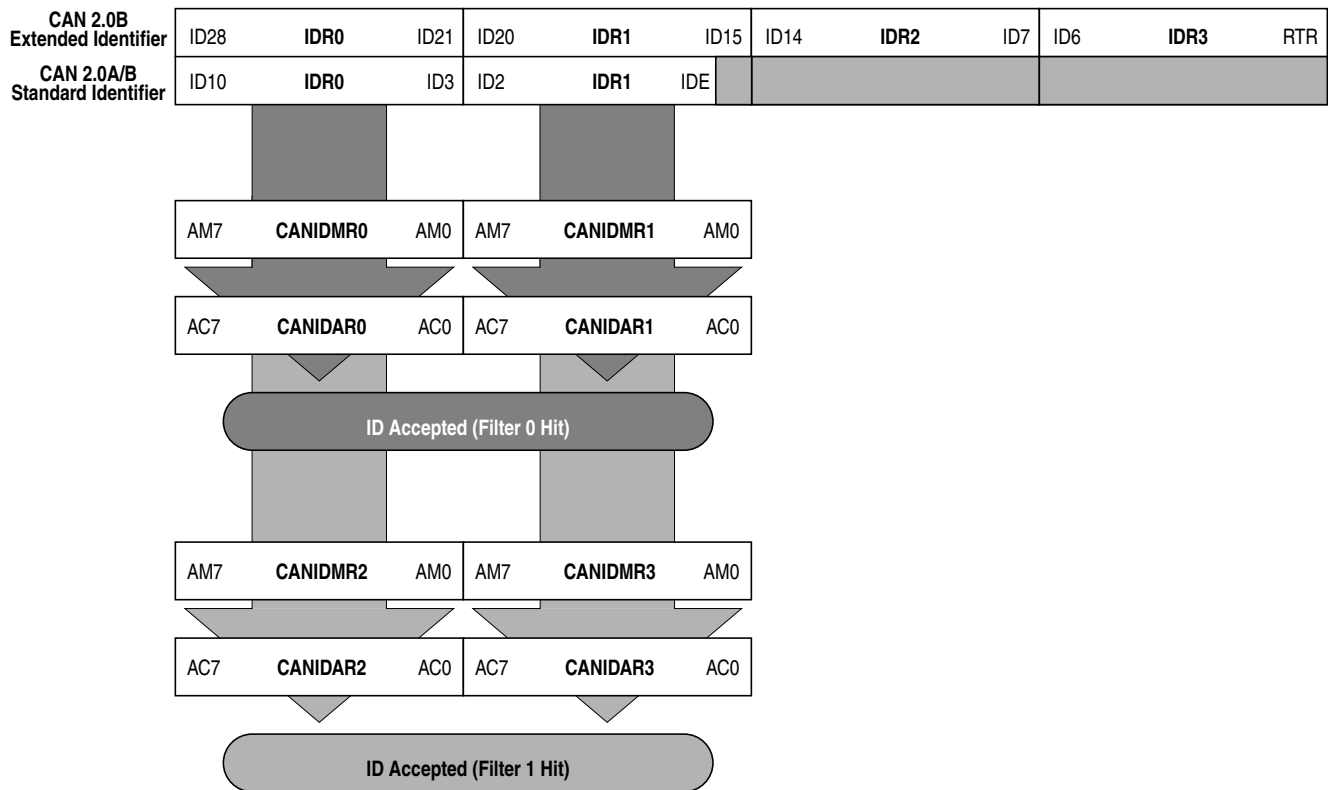 CAN 2.0B
Extended Identifier
ID28 IDR0 ID21 ID20 IDR1 ID15 ID14 IDR2 ID7 ID6 IDR3 RTR
CAN 2.0A/B
Standard Identifier
ID10 IDR0 ID3 ID2 IDR1 IDE
AM7 CANIDMR0 AM0 AM7 CANIDMR1 AM0
AC7 CANIDAR0 AC0 AC7 CANIDAR1 AC0
ID Accepted (Filter 0 Hit)
AM7 CANIDMR2 AM0 AM7 CANIDMR3 AM0
AC7 CANIDAR2 AC0 AC7 CANIDAR3 AC0
ID Accepted (Filter 1 Hit)